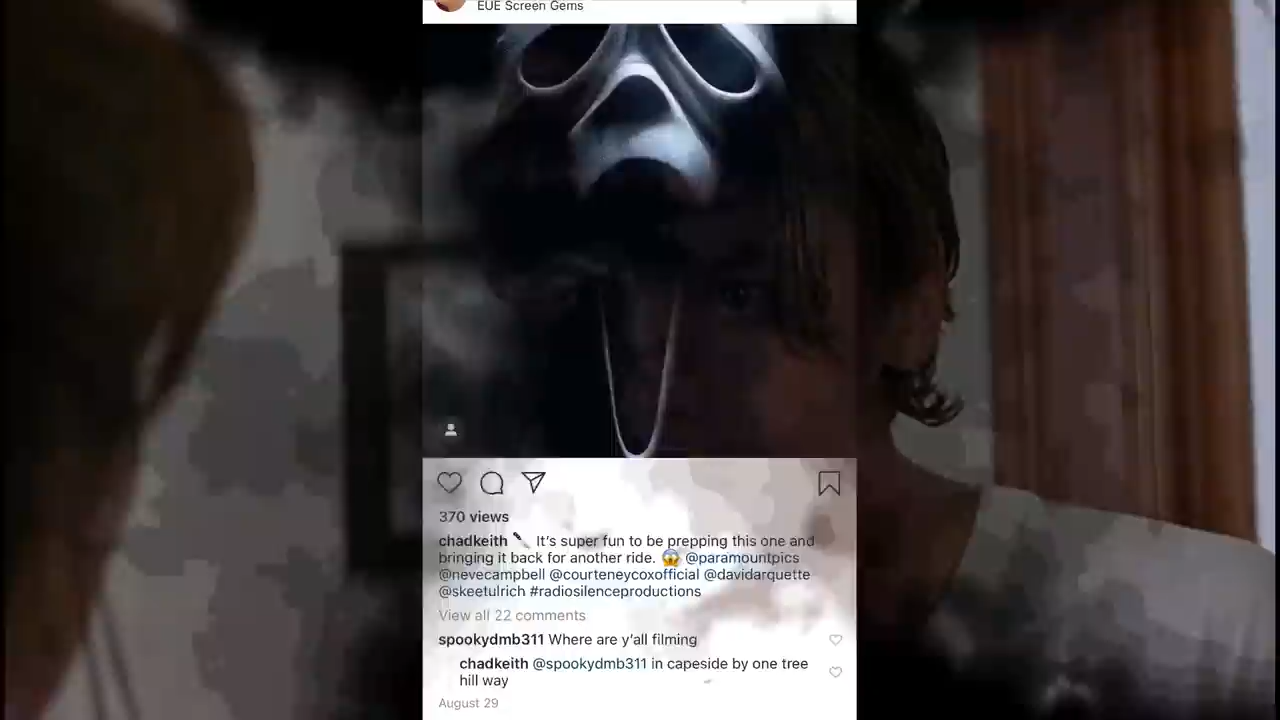 EUE Screen Gems
370 views
chadkeith 🔪 It’s super fun to be prepping this one and
bringing it back for another ride. 😱 @paramountpics
@nevecampbell @courteneycoxofficial @davidarquette
@skeetulrich #radiosilenceproductions
View all 22 comments
spookydmb311 Where are y’all filming
chadkeith @spookydmb311 in capeside by one tree
hill way
August 29